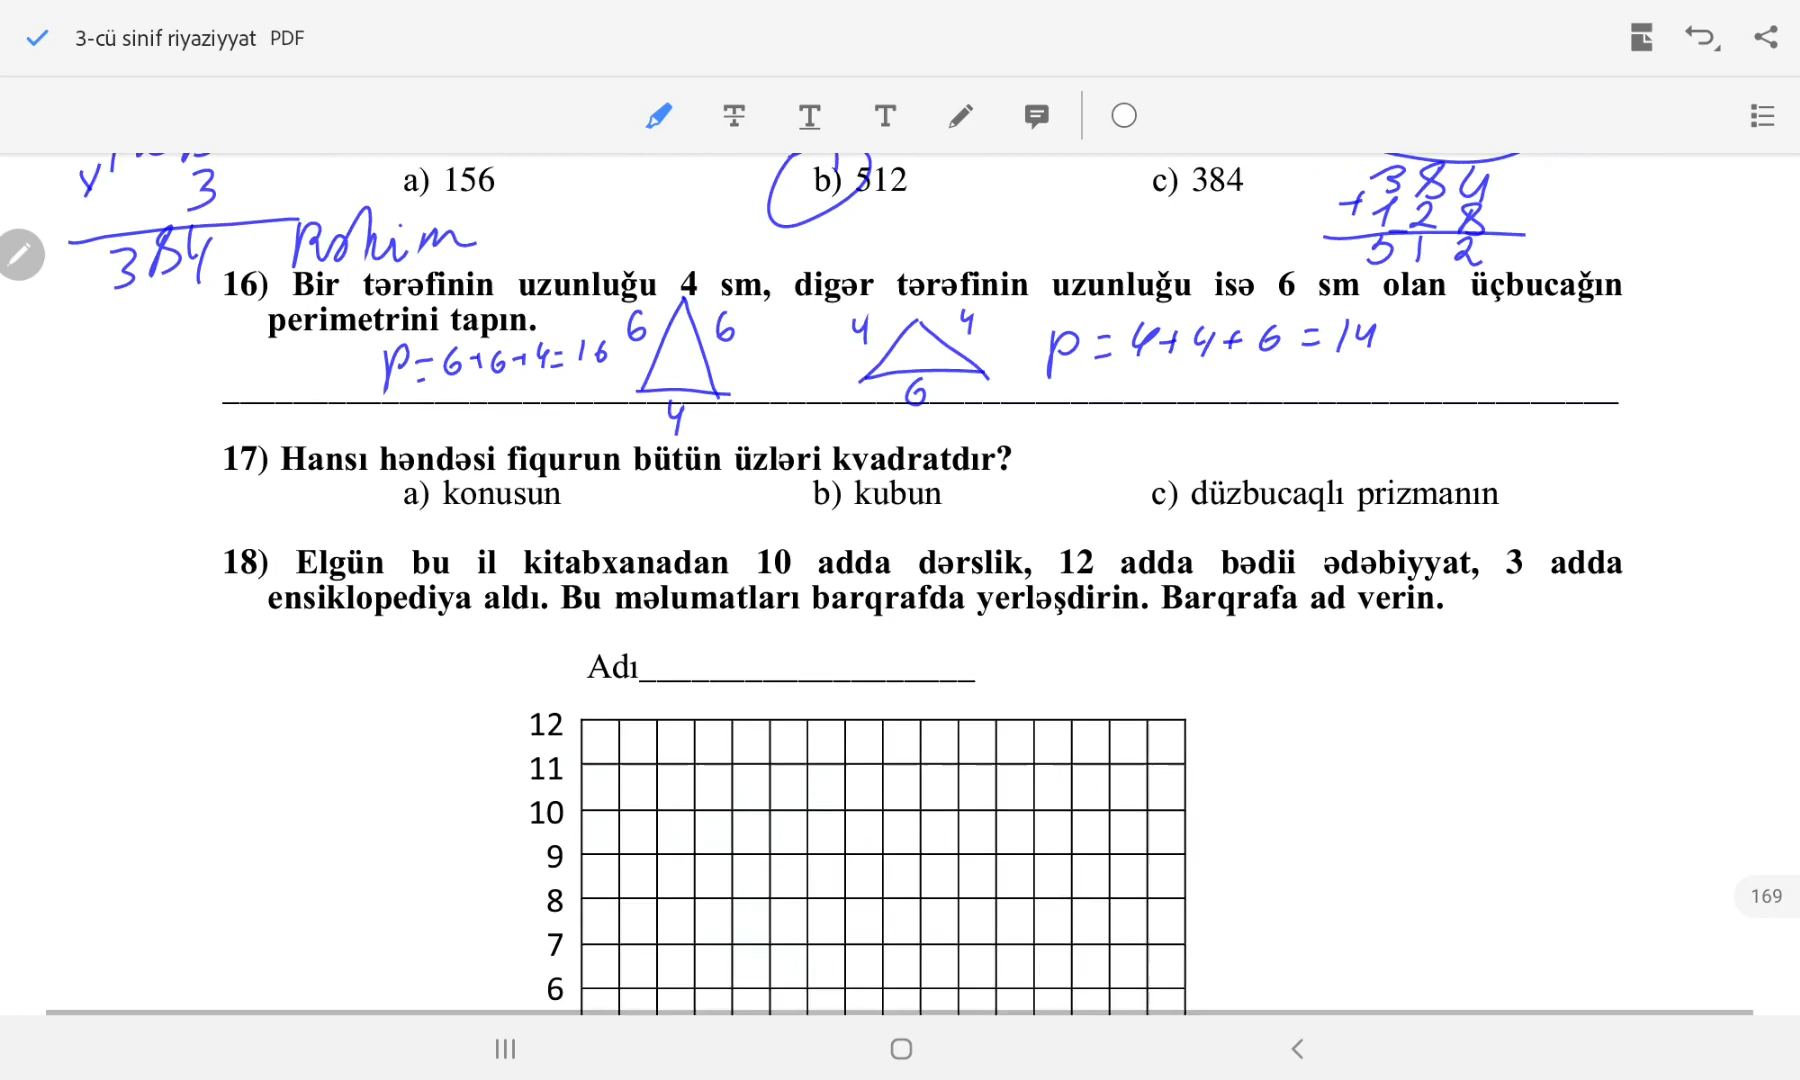 3-cü sinif riyaziyyat PDF
a) 156 b) 512 c) 384
3
384 Rəhim
384
+128
512
16) Bir tərəfinin uzunluğu 4 sm, digər tərəfinin uzunluğu isə 6 sm olan üçbucağın
perimetrini tapın.
6 6 4 4 P=4+4+6=14
P=6+6+4=16
4 6
17) Hansı həndəsi fiqurun bütün üzləri kvadratdır?
a) konusun b) kubun c) düzbucaqlı prizmanın
18) Elgün bu il kitabxanadan 10 adda dərslik, 12 adda bədii ədəbiyyat, 3 adda
ensiklopediya aldı. Bu məlumatları barqrafda yerləşdirin. Barqrafa ad verin.
Adı___________________
12
11
10
9
8
7
6
169